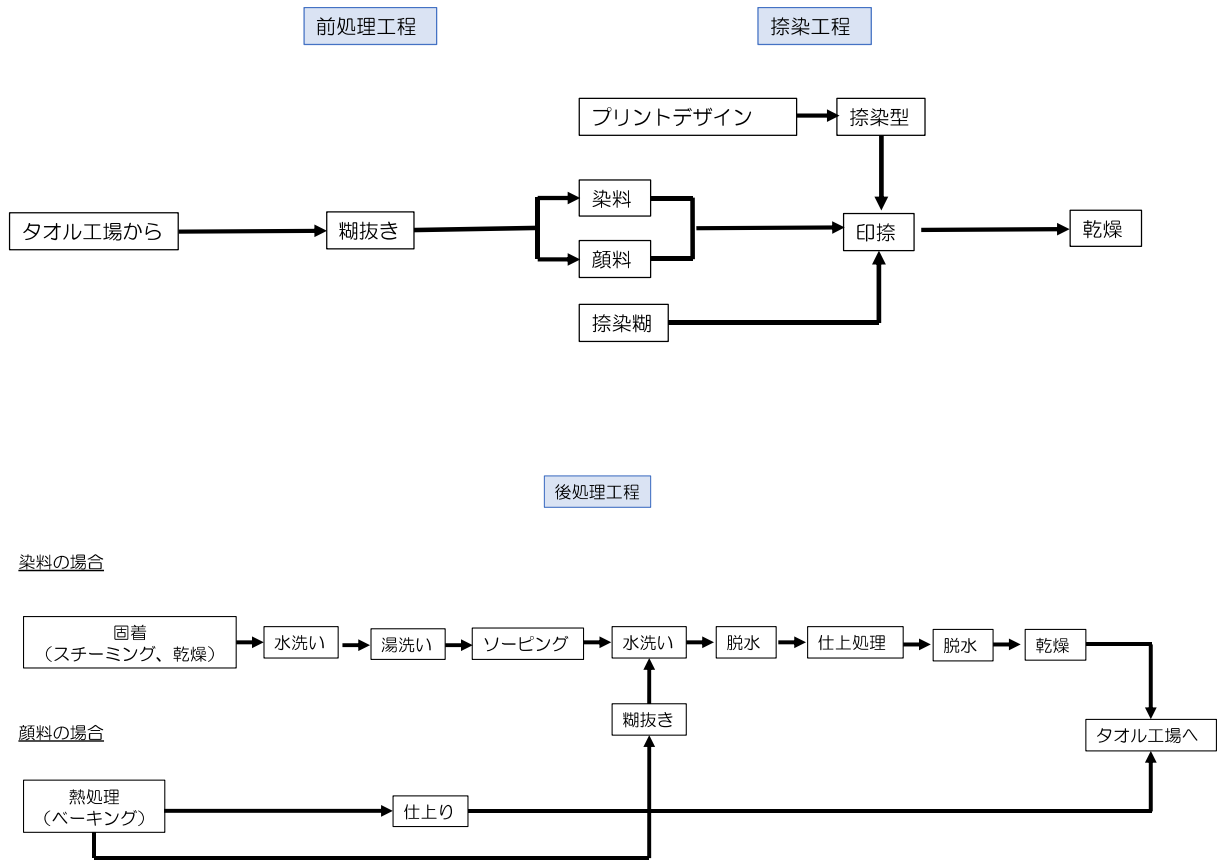 前処理工程
捺染工程
プリントデザイン
捺染型
染料
タオル工場から
糊抜き
印捺
乾燥
顔料
捺染糊
後処理工程
染料の場合
固着
（スチーミング、乾燥）
水洗い
湯洗い
ソーピング
水洗い
脱水
仕上処理
脱水
乾燥
糊抜き
顔料の場合
タオル工場へ
熱処理
（ベーキング）
仕上り